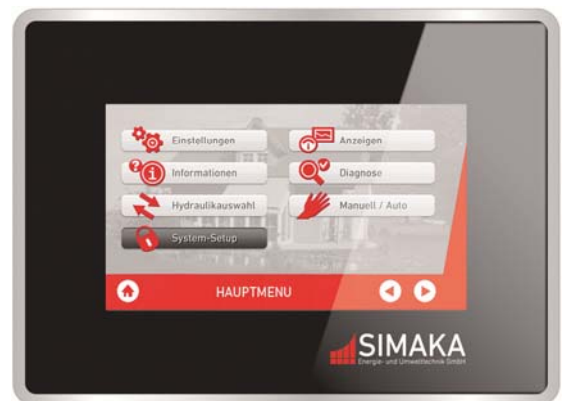 Einstellungen
Anzeigen
Informationen
Diagnose
Hydraulikauswahl
Manuell / Auto
System-Setup
HAUPTMENU
SIMAKA
Energie- und Umwelttechnik GmbH